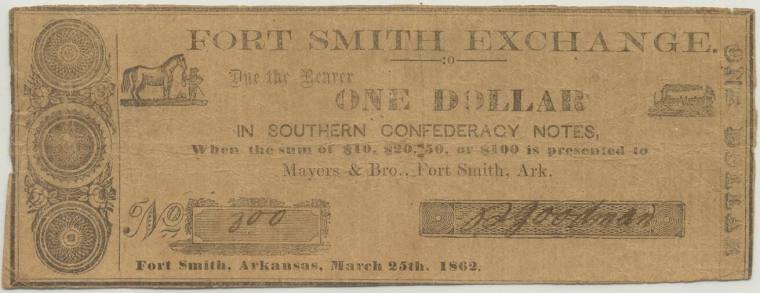 FORT SMITH EXCHANGE.
:o
Due the Bearer
ONE DOLLAR
IN SOUTHERN CONFEDERACY NOTES,
When the sum of $10, $20, $50, or $100 is presented to
Mayers & Bro., Fort Smith, Ark.
No 300
Goodman
Fort Smith, Arkansas, March 25th, 1862.
ONE DOLLAR